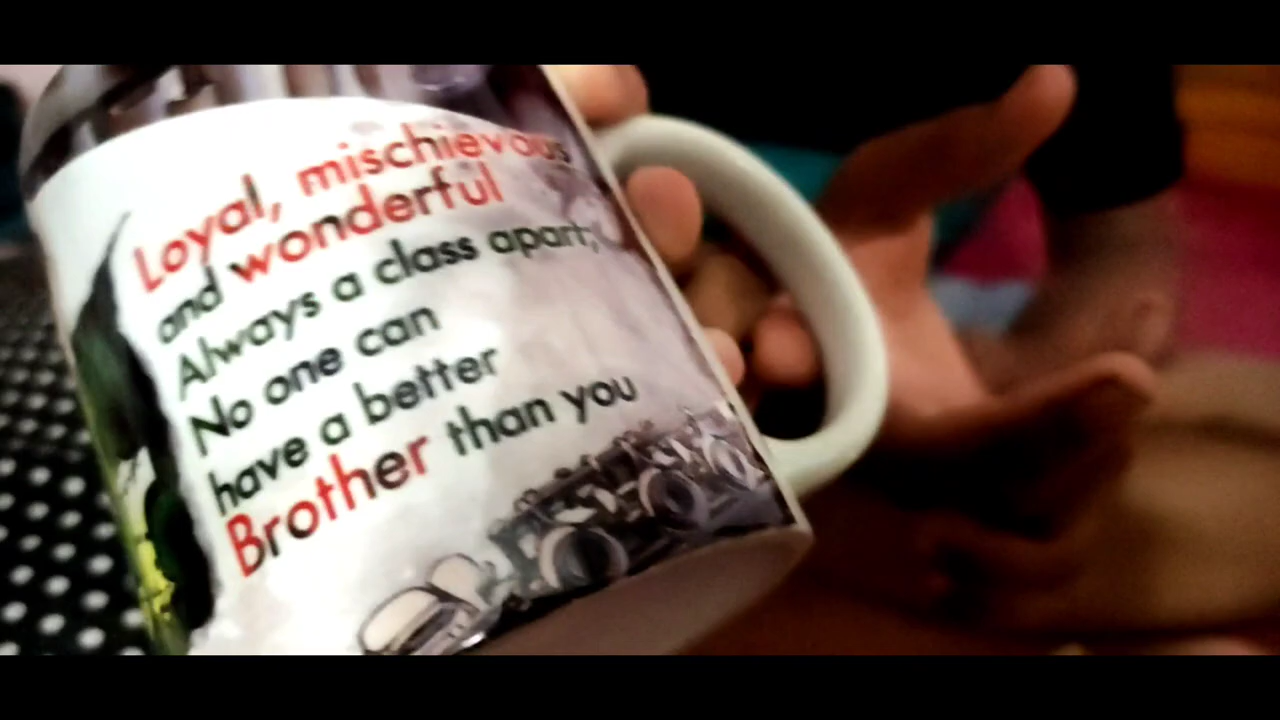 Loyal, mischievous
and wonderful
Always a class apart;
No one can
have a better
Brother than you